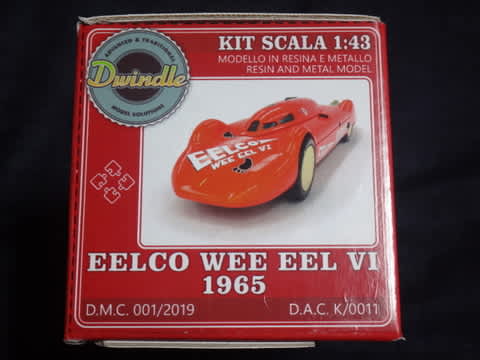 ADVANCED & TRADITIONAL
Dwindle
MODEL SOLUTIONS
KIT SCALA 1:43
MODELLO IN RESINA E METALLO
RESIN AND METAL MODEL
EELCO
WEE EEL VI
EELCO WEE EEL VI
1965
D.M.C. 001/2019
D.A.C. K/0011